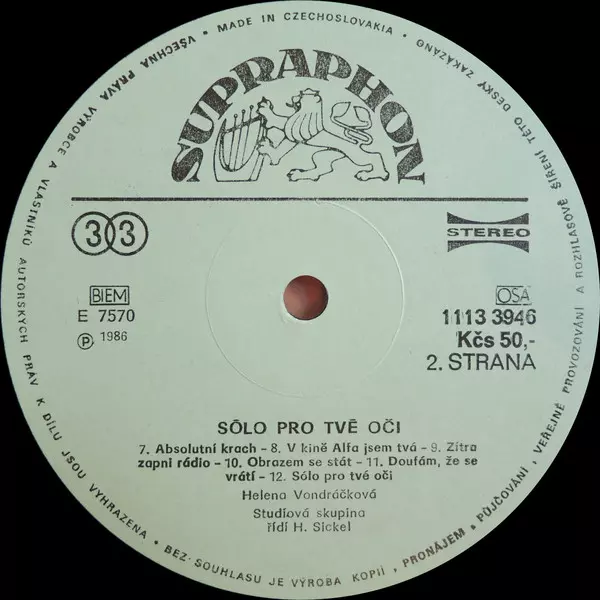 MADE IN CZECHOSLOVAKIA • VŠECHNA PRÁVA VÝROBCE A VLASTNÍKŮ AUTORSKÝCH PRÁV K DÍLU JSOU VYHRAZENA • BEZ SOUHLASU JE VÝROBA KOPIÍ, PRONÁJEM, PŮJČOVÁNÍ, VEŘEJNÉ PROVOZOVÁNÍ A ROZHLASOVÉ ŠÍŘENÍ TÉTO DESKY ZAKÁZÁNO •
SUPRAPHON
33
STEREO
BIEM
OSA
E 7570
1113 3946
Ⓟ 1986
Kčs 50,-
2. STRANA
SÓLO PRO TVÉ OČI
7. Absolutní krach – 8. V kině Alfa jsem tvá – 9. Zítra
zapni rádio – 10. Obrazem se stát – 11. Doufám, že se
vrátí – 12. Sólo pro tvé oči
Helena Vondráčková
Studiová skupina
řídí H. Sickel